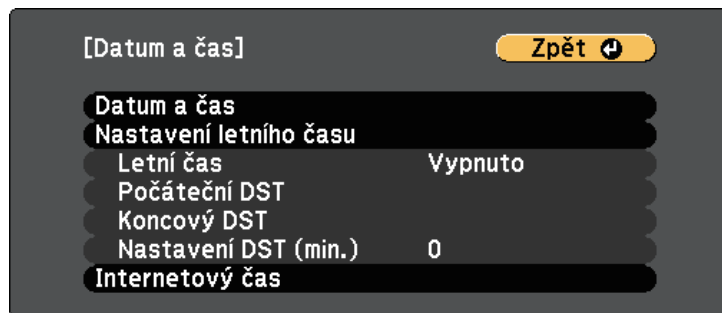 [Datum a čas] Zpět
Datum a čas
Nastavení letního času
Letní čas Vypnuto
Počáteční DST
Koncový DST
Nastavení DST (min.) 0
Internetový čas